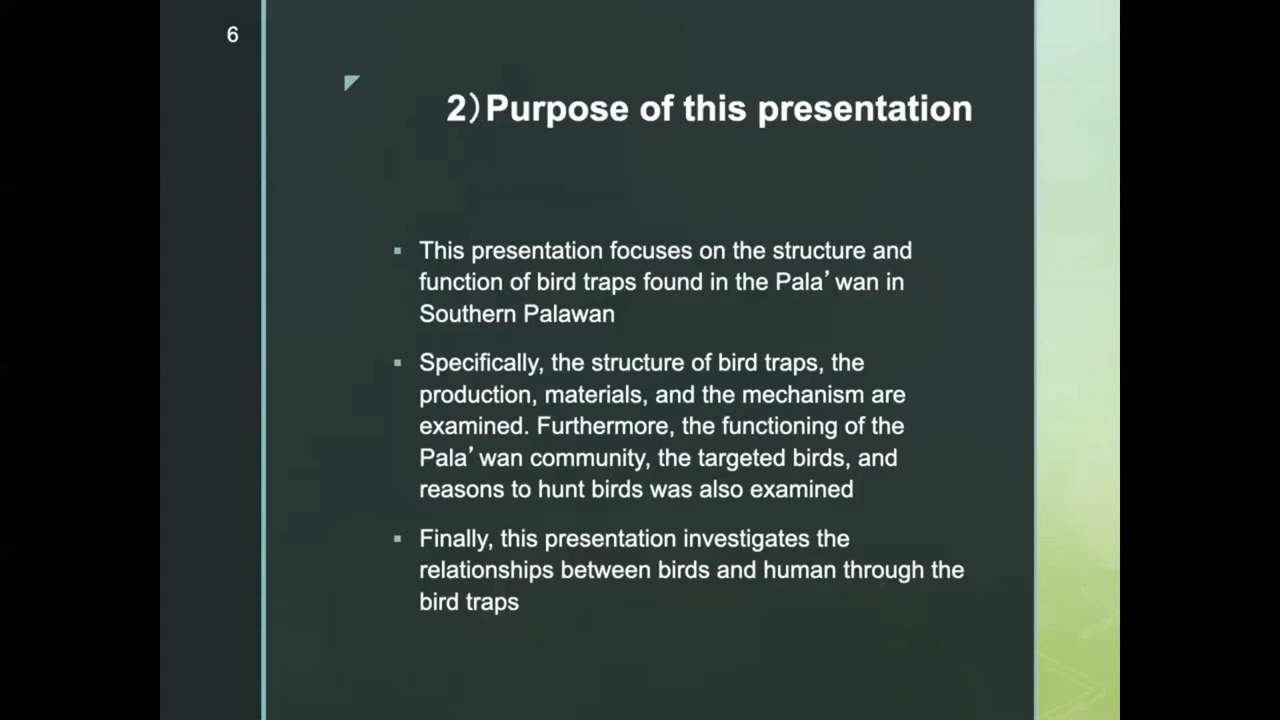 6
2）Purpose of this presentation
This presentation focuses on the structure and
function of bird traps found in the Pala’wan in
Southern Palawan
Specifically, the structure of bird traps, the
production, materials, and the mechanism are
examined. Furthermore, the functioning of the
Pala’wan community, the targeted birds, and
reasons to hunt birds was also examined
Finally, this presentation investigates the
relationships between birds and human through the
bird traps